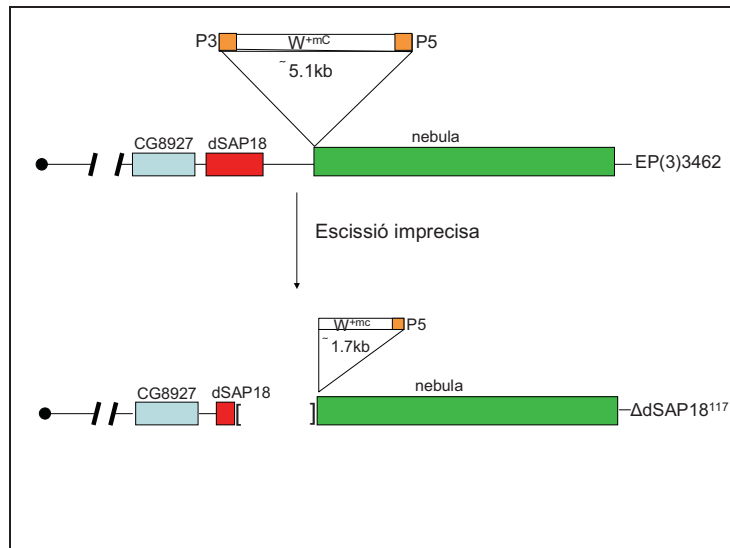 P3 W+mC P5
~5.1kb
CG8927 dSAP18 nebula
EP(3)3462
Escissió imprecisa
W+mc P5
~1.7kb
CG8927 dSAP18 nebula
[ ] ΔdSAP18117